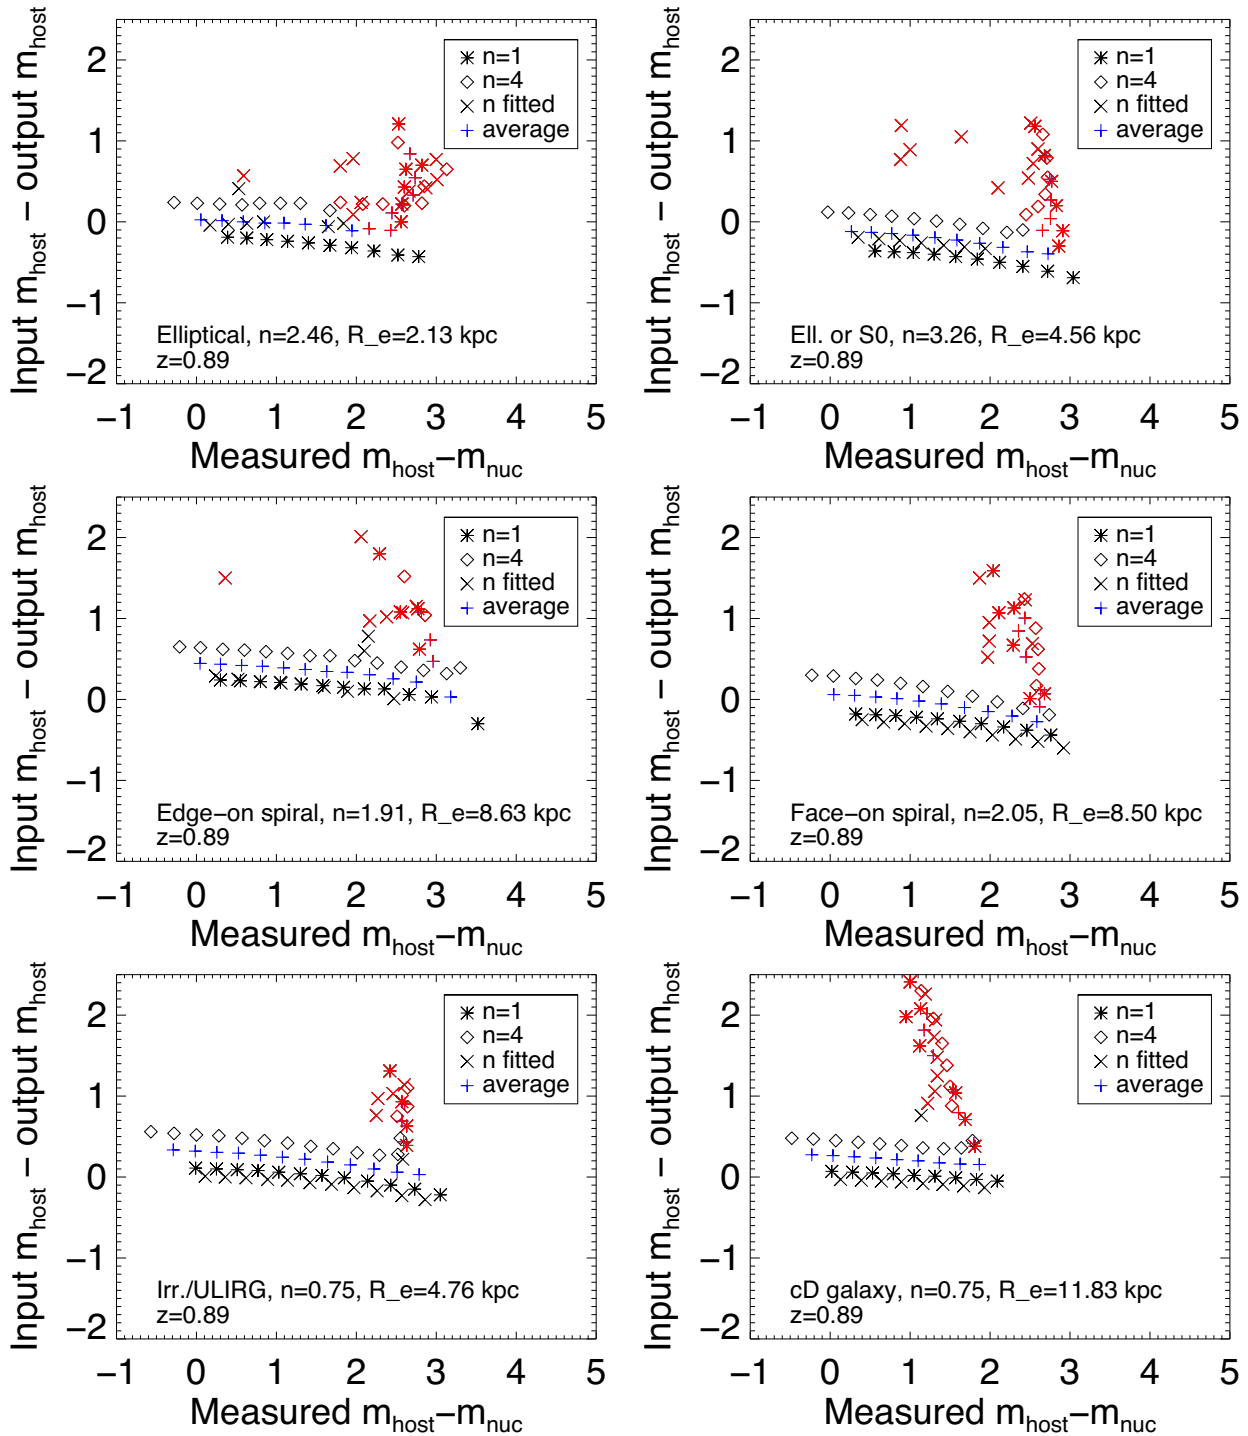 Input m_host − output m_host
2
1
0
−1
−2
n=1
n=4
n fitted
average
Elliptical, n=2.46, R_e=2.13 kpc
z=0.89
−1 0 1 2 3 4 5
Measured m_host−m_nuc
Input m_host − output m_host
2
1
0
−1
−2
n=1
n=4
n fitted
average
Ell. or S0, n=3.26, R_e=4.56 kpc
z=0.89
−1 0 1 2 3 4 5
Measured m_host−m_nuc
Input m_host − output m_host
2
1
0
−1
−2
n=1
n=4
n fitted
average
Edge−on spiral, n=1.91, R_e=8.63 kpc
z=0.89
−1 0 1 2 3 4 5
Measured m_host−m_nuc
Input m_host − output m_host
2
1
0
−1
−2
n=1
n=4
n fitted
average
Face−on spiral, n=2.05, R_e=8.50 kpc
z=0.89
−1 0 1 2 3 4 5
Measured m_host−m_nuc
Input m_host − output m_host
2
1
0
−1
−2
n=1
n=4
n fitted
average
Irr./ULIRG, n=0.75, R_e=4.76 kpc
z=0.89
−1 0 1 2 3 4 5
Measured m_host−m_nuc
Input m_host − output m_host
2
1
0
−1
−2
n=1
n=4
n fitted
average
cD galaxy, n=0.75, R_e=11.83 kpc
z=0.89
−1 0 1 2 3 4 5
Measured m_host−m_nuc